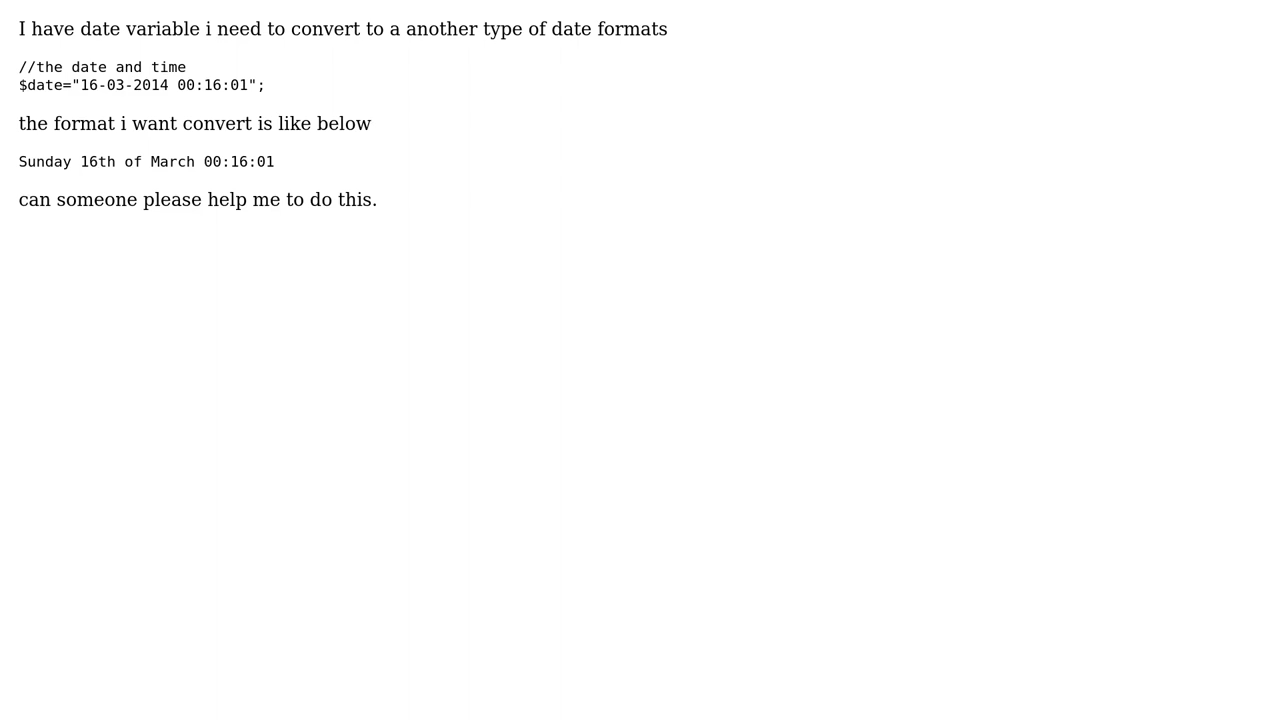 I have date variable i need to convert to a another type of date formats
//the date and time
$date="16-03-2014 00:16:01";
the format i want convert is like below
Sunday 16th of March 00:16:01
can someone please help me to do this.